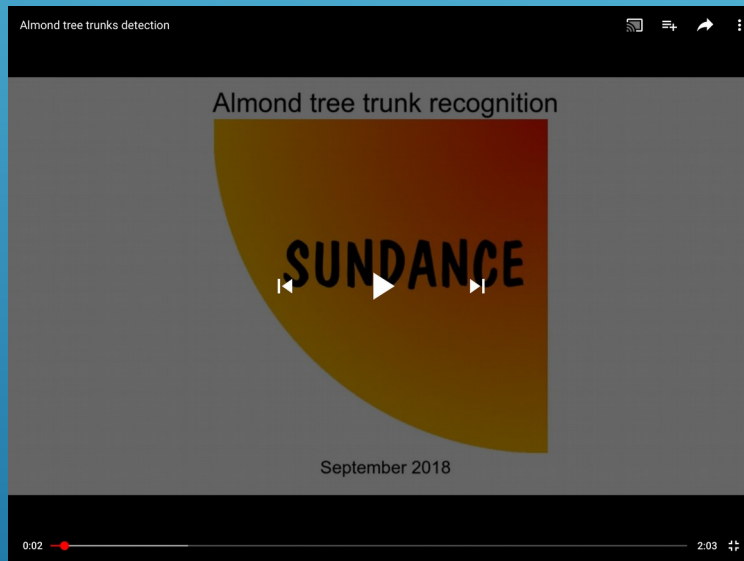 Almond tree trunks detection
Almond tree trunk recognition
SUNDANCE
September 2018
0:02
2:03